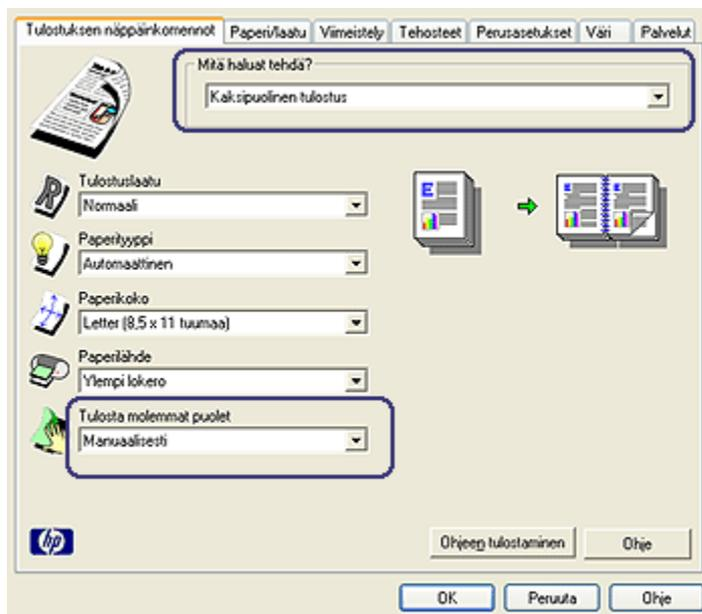 Tulostuksen näppäinkomennot Paperi/laatu Viimeistely Tehosteet Perusasetukset Väri Palvelut
Mitä haluat tehdä?
Kaksipuolinen tulostus
Tulostuslaatu
Normaali
Paperityyppi
Automaattinen
Paperikoko
Letter (8,5 x 11 tuumaa)
Paperilähde
Ylempi lokero
Tulosta molemmat puolet
Manuaalisesti
hp
Ohjeen tulostaminen Ohje
OK Peruuta Ohje